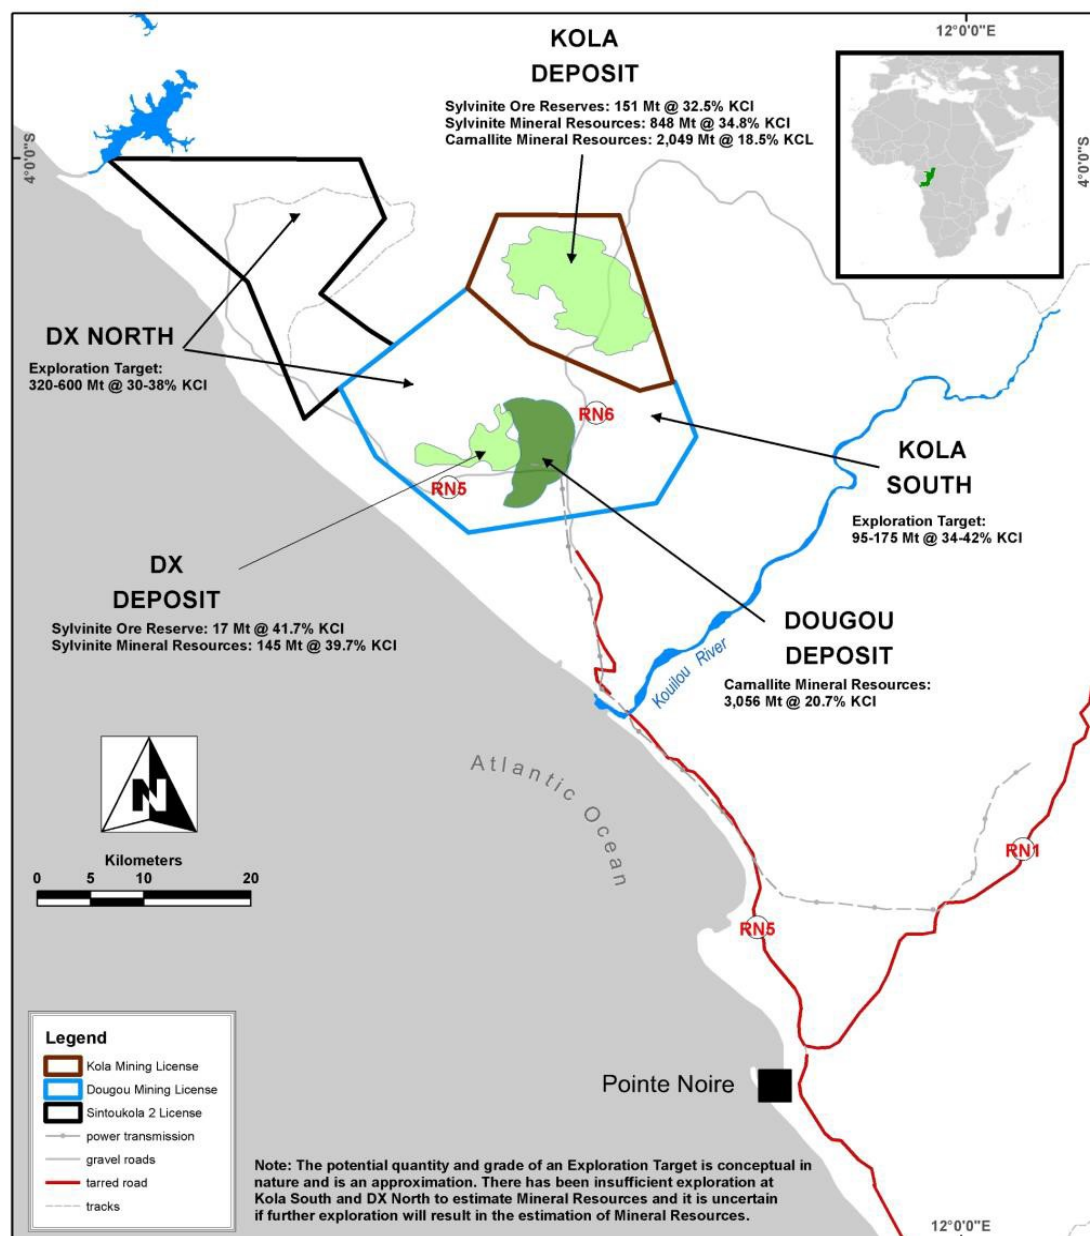 12°0'0"E
KOLA
DEPOSIT
Sylvinite Ore Reserves: 151 Mt @ 32.5% KCl
Sylvinite Mineral Resources: 848 Mt @ 34.8% KCl
Carnallite Mineral Resources: 2,049 Mt @ 18.5% KCL
4°0'0"S
4°0'0"S
DX NORTH
Exploration Target:
320-600 Mt @ 30-38% KCl
RN6
KOLA
SOUTH
Exploration Target:
95-175 Mt @ 34-42% KCl
RN5
DX
DEPOSIT
Sylvinite Ore Reserve: 17 Mt @ 41.7% KCl
Sylvinite Mineral Resources: 145 Mt @ 39.7% KCl
DOUGOU
DEPOSIT
Carnallite Mineral Resources:
3,056 Mt @ 20.7% KCl
Kouilou River
Atlantic Ocean
N
Kilometers
0 5 10 20
RN1
RN5
Legend
Kola Mining License
Dougou Mining License
Sintoukola 2 License
power transmission
gravel roads
tarred road
tracks
Pointe Noire
Note: The potential quantity and grade of an Exploration Target is conceptual in
nature and is an approximation. There has been insufficient exploration at
Kola South and DX North to estimate Mineral Resources and it is uncertain
if further exploration will result in the estimation of Mineral Resources.
12°0'0"E